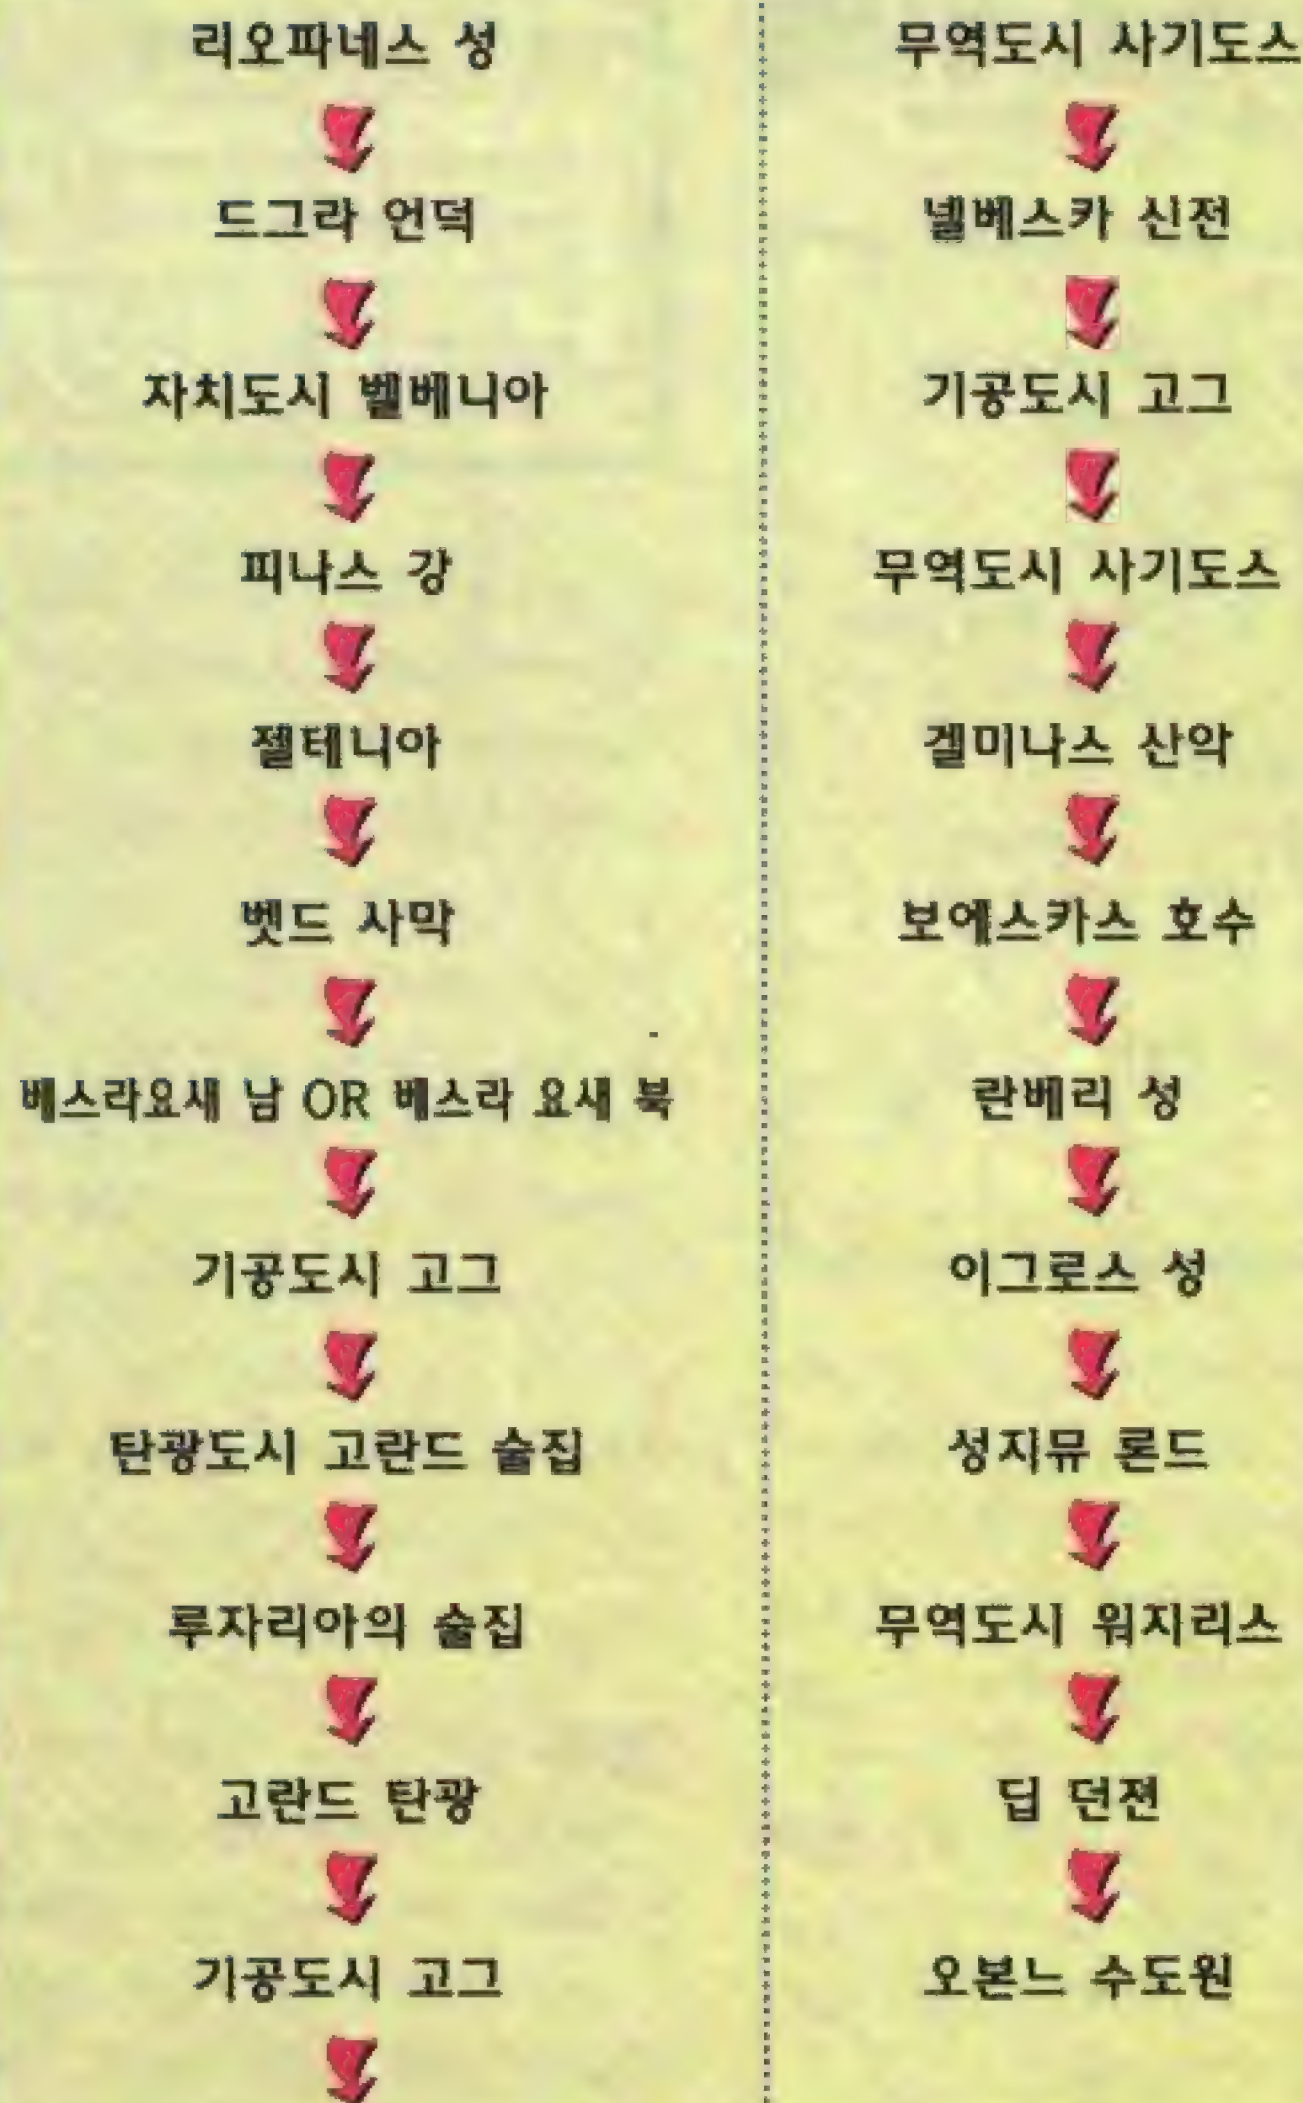 리오파네스 성
드그라 언덕
자치도시 벨베니아
피나스 강
젤테니아
벳드 사막
베스라요새 남 OR 베스라 요새 북
기공도시 고그
탄광도시 고란드 술집
루자리아의 술집
고란드 탄광
기공도시 고그
무역도시 사기도스
넬베스카 신전
기공도시 고그
무역도시 사기도스
겔미나스 산악
보에스카스 호수
란베리 성
이그로스 성
성지뮤 론드
무역도시 워자리스
딥 던젼
오본느 수도원